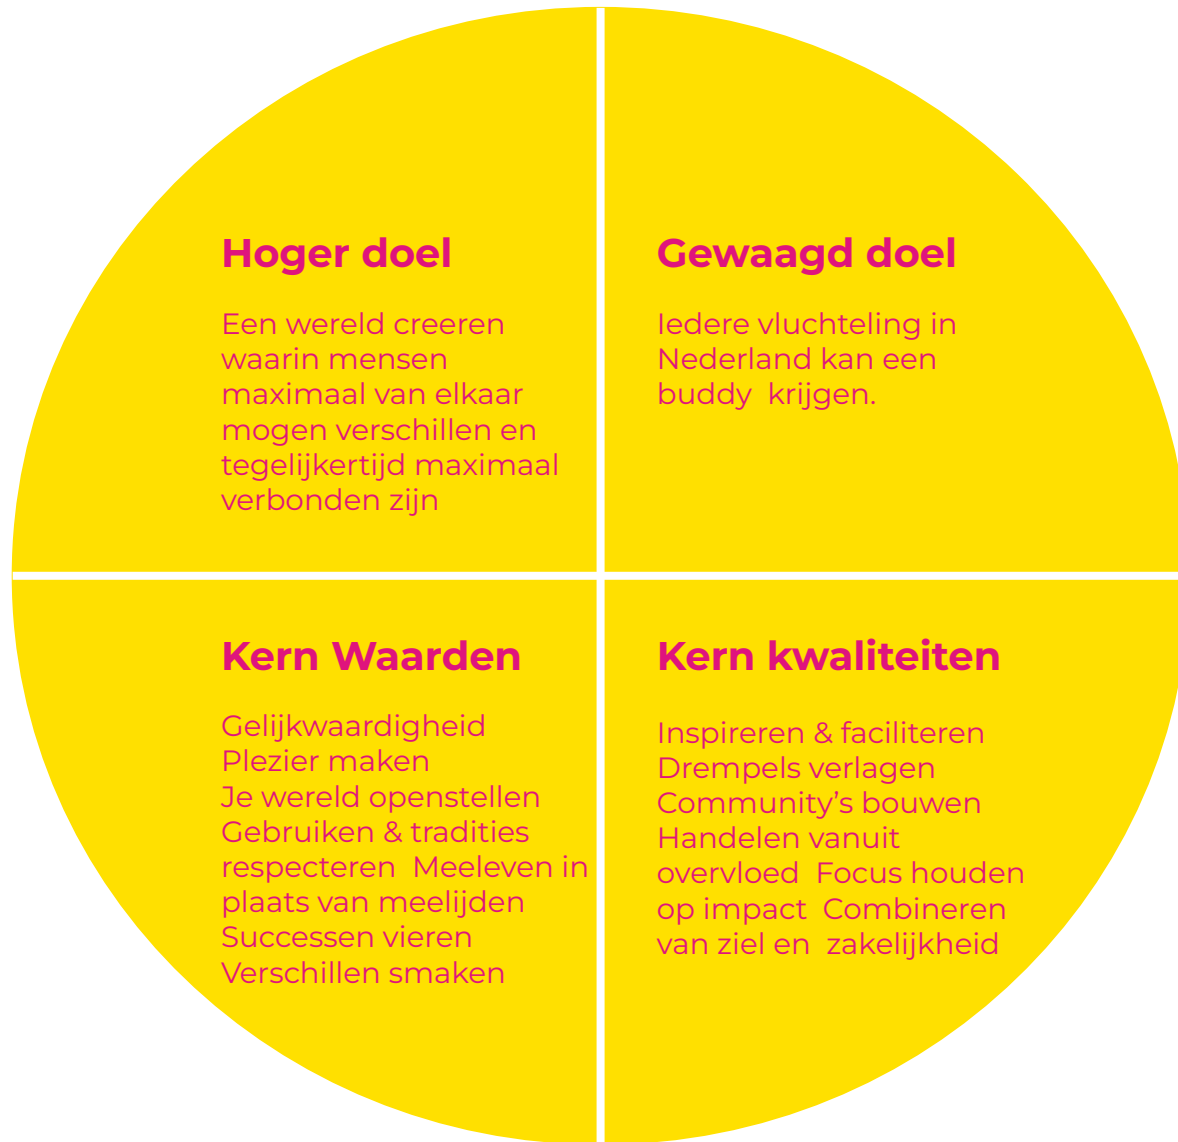 Hoger doel
Een wereld creeren
waarin mensen
maximaal van elkaar
mogen verschillen en
tegelijkertijd maximaal
verbonden zijn
Gewaagd doel
Iedere vluchteling in
Nederland kan een
buddy  krijgen.
Kern Waarden
Gelijkwaardigheid
Plezier maken
Je wereld openstellen
Gebruiken & tradities
respecteren  Meeleven in
plaats van meelijden
Successen vieren
Verschillen smaken
Kern kwaliteiten
Inspireren & faciliteren
Drempels verlagen
Community’s bouwen
Handelen vanuit
overvloed  Focus houden
op impact  Combineren
van ziel en  zakelijkheid